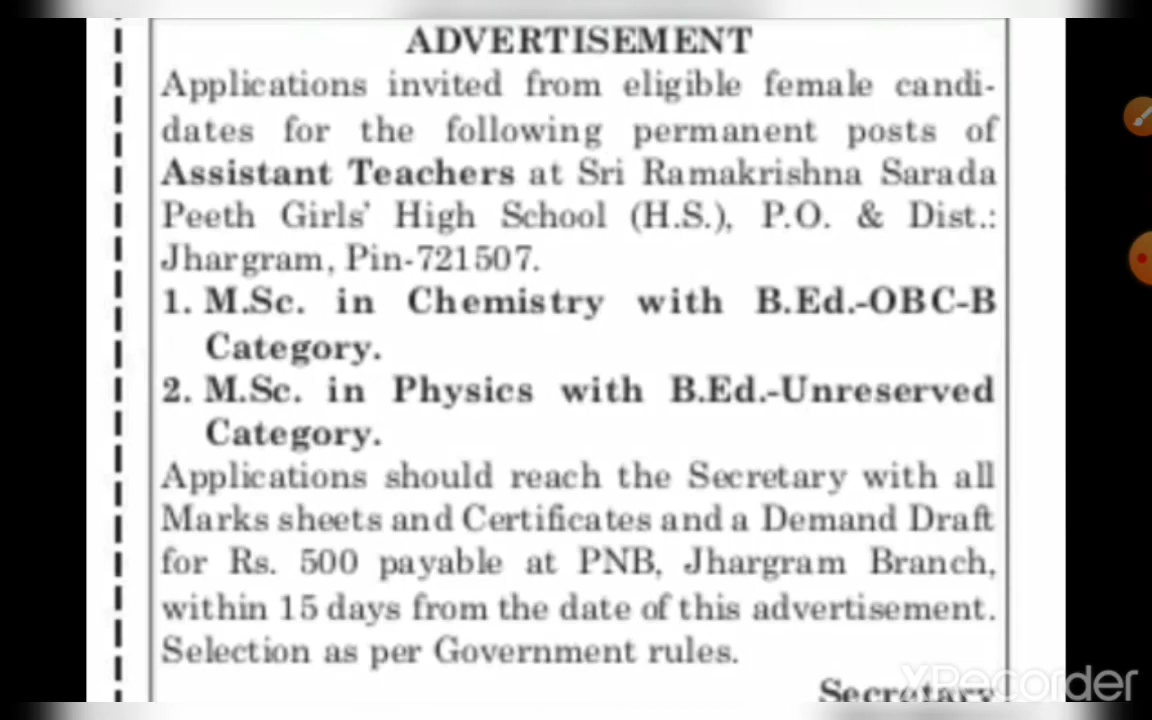 ADVERTISEMENT
Applications invited from eligible female candi-
dates for the following permanent posts of
Assistant Teachers at Sri Ramakrishna Sarada
Peeth Girls' High School (H.S.), P.O. & Dist.:
Jhargram, Pin-721507.
1. M.Sc. in Chemistry with B.Ed.-OBC-B
Category.
2. M.Sc. in Physics with B.Ed.-Unreserved
Category.
Applications should reach the Secretary with all
Marks sheets and Certificates and a Demand Draft
for Rs. 500 payable at PNB, Jhargram Branch,
within 15 days from the date of this advertisement.
Selection as per Government rules.
Secretary
XRecorder